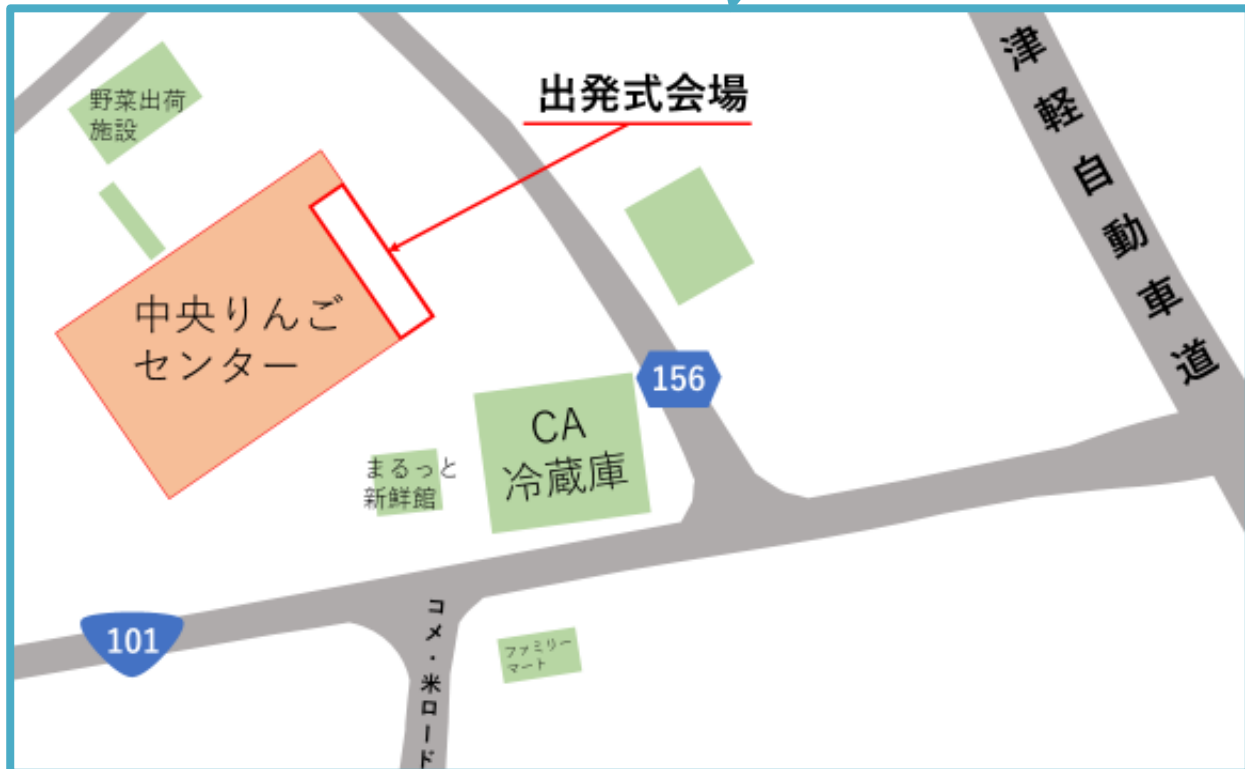 野菜出荷
施設
出発式会場
津軽自動車道
中央りんご
センター
156
CA
冷蔵庫
まるっと
新鮮館
101
コメ・米ロード
ファミリー
マート